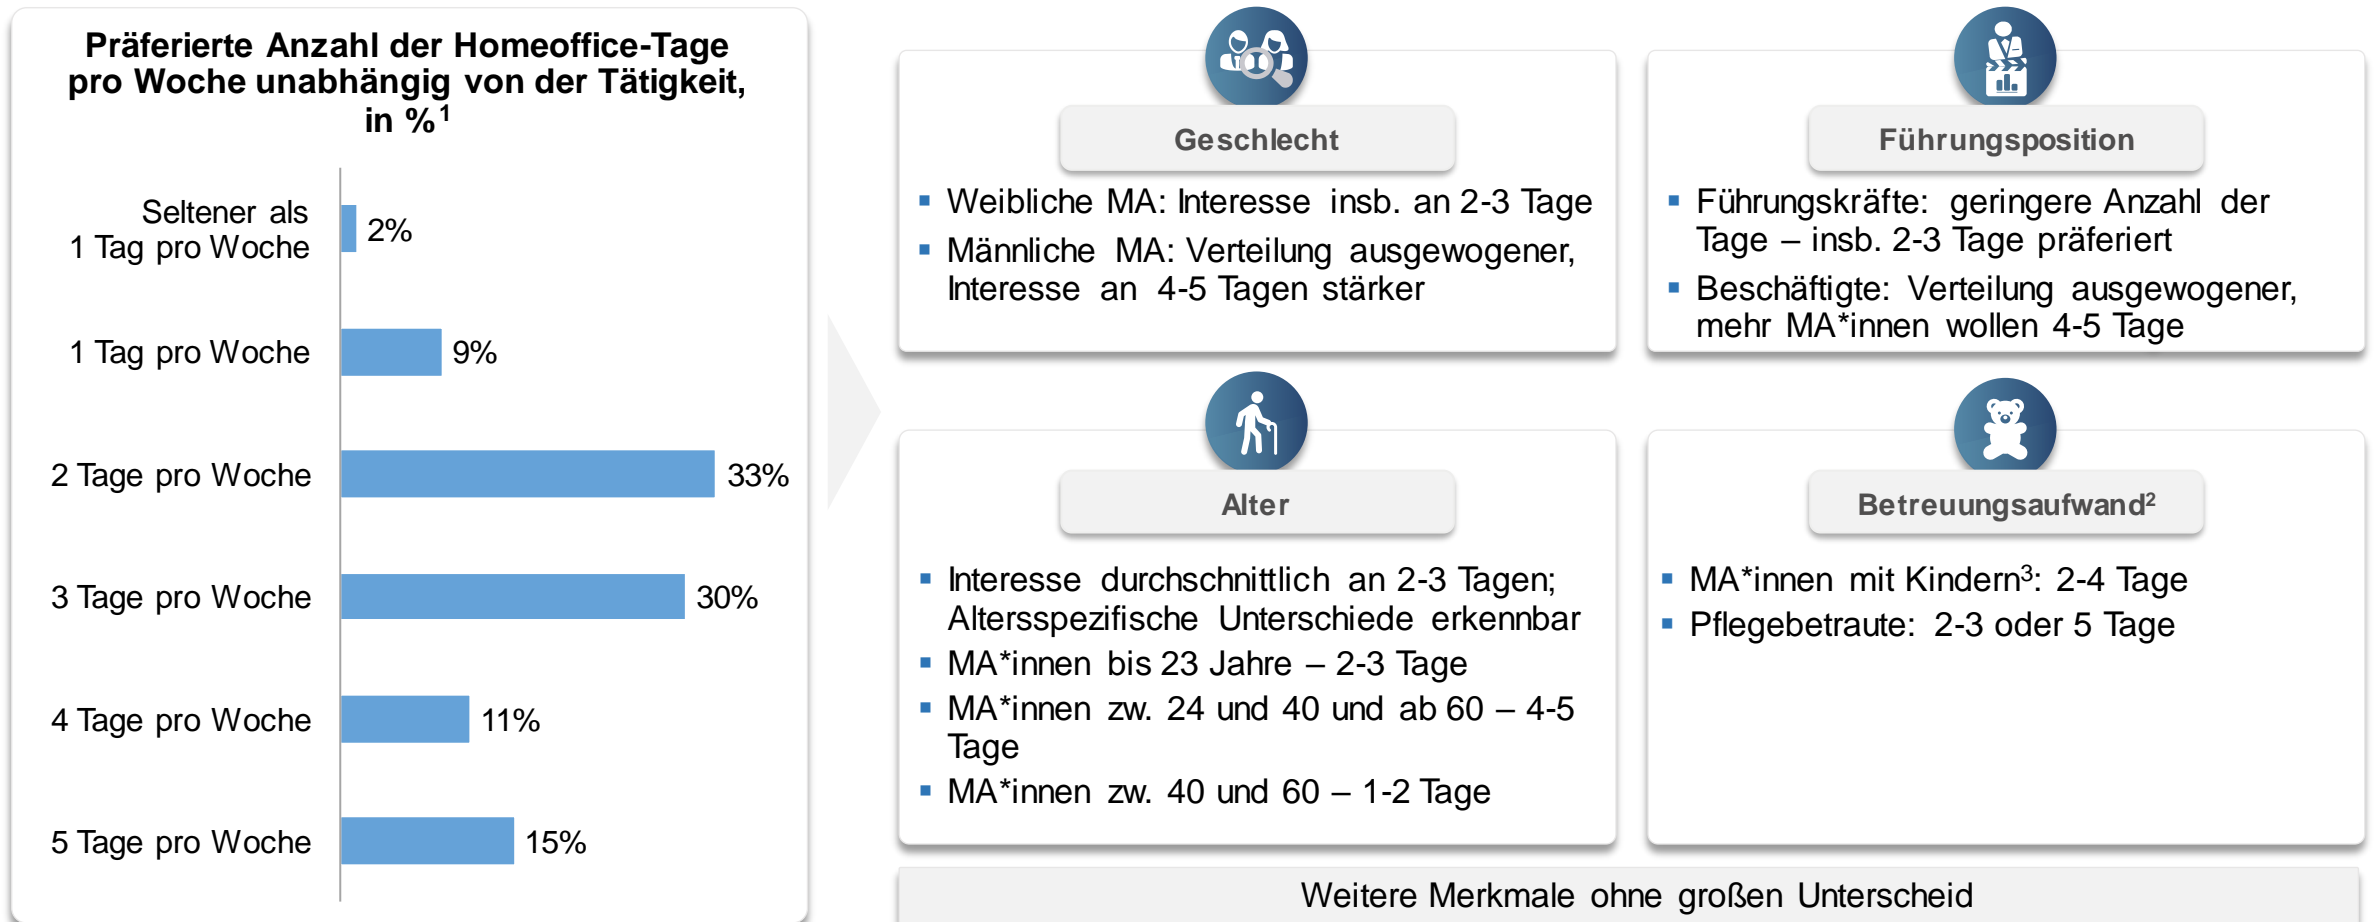 Präferierte Anzahl der Homeoffice-Tage
pro Woche unabhängig von der Tätigkeit,
in %¹
Seltener als
1 Tag pro Woche
2%
1 Tag pro Woche
9%
2 Tage pro Woche
33%
3 Tage pro Woche
30%
4 Tage pro Woche
11%
5 Tage pro Woche
15%
Geschlecht
▪ Weibliche MA: Interesse insb. an 2-3 Tage
▪ Männliche MA: Verteilung ausgewogener,
Interesse an 4-5 Tagen stärker
Führungsposition
▪ Führungskräfte: geringere Anzahl der
Tage – insb. 2-3 Tage präferiert
▪ Beschäftigte: Verteilung ausgewogener,
mehr MA*innen wollen 4-5 Tage
Alter
▪ Interesse durchschnittlich an 2-3 Tagen;
Altersspezifische Unterschiede erkennbar
▪ MA*innen bis 23 Jahre – 2-3 Tage
▪ MA*innen zw. 24 und 40 und ab 60 – 4-5
Tage
▪ MA*innen zw. 40 und 60 – 1-2 Tage
Betreuungsaufwand²
▪ MA*innen mit Kindern³: 2-4 Tage
▪ Pflegebetraute: 2-3 oder 5 Tage
Weitere Merkmale ohne großen Unterscheid